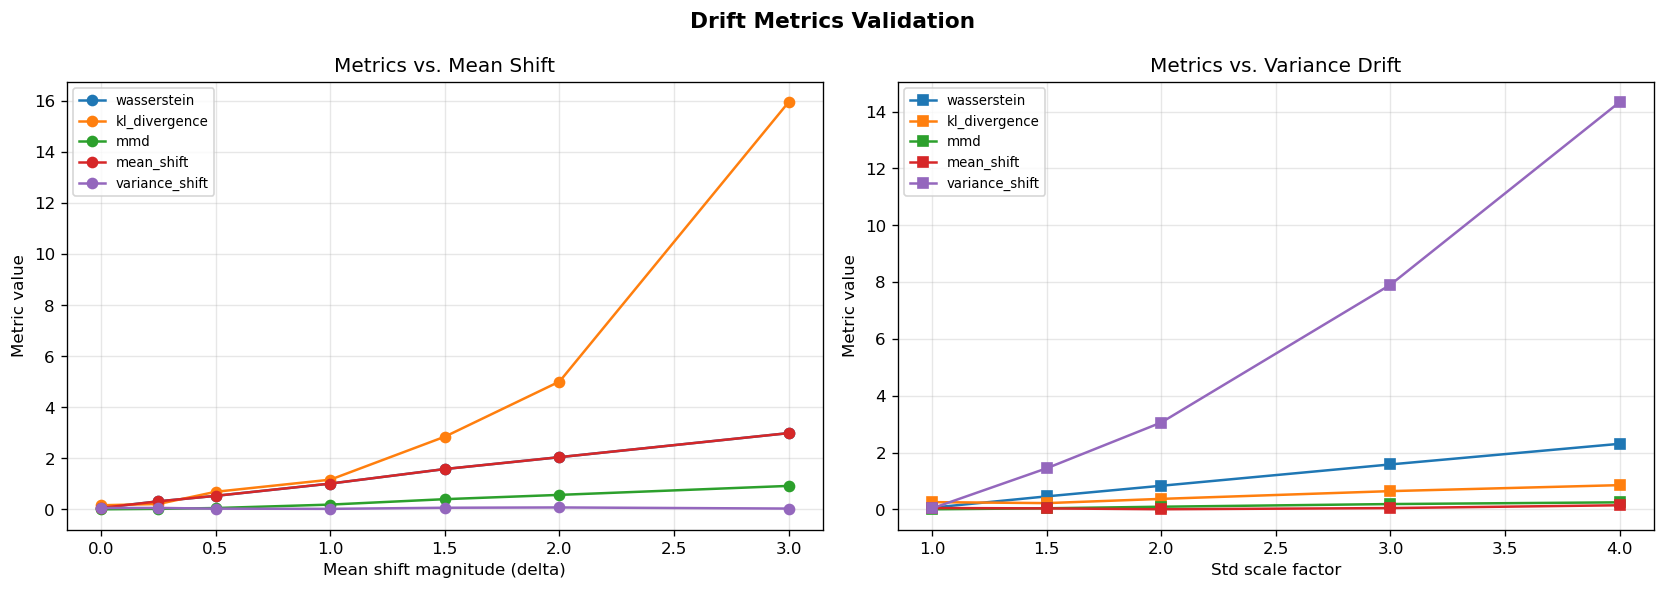 Drift Metrics Validation
Metrics vs. Mean Shift
wasserstein
kl_divergence
mmd
mean_shift
variance_shift
Metric value
16
14
12
10
8
6
4
2
0
0.0 0.5 1.0 1.5 2.0 2.5 3.0
Mean shift magnitude (delta)
Metrics vs. Variance Drift
wasserstein
kl_divergence
mmd
mean_shift
variance_shift
Metric value
14
12
10
8
6
4
2
0
1.0 1.5 2.0 2.5 3.0 3.5 4.0
Std scale factor